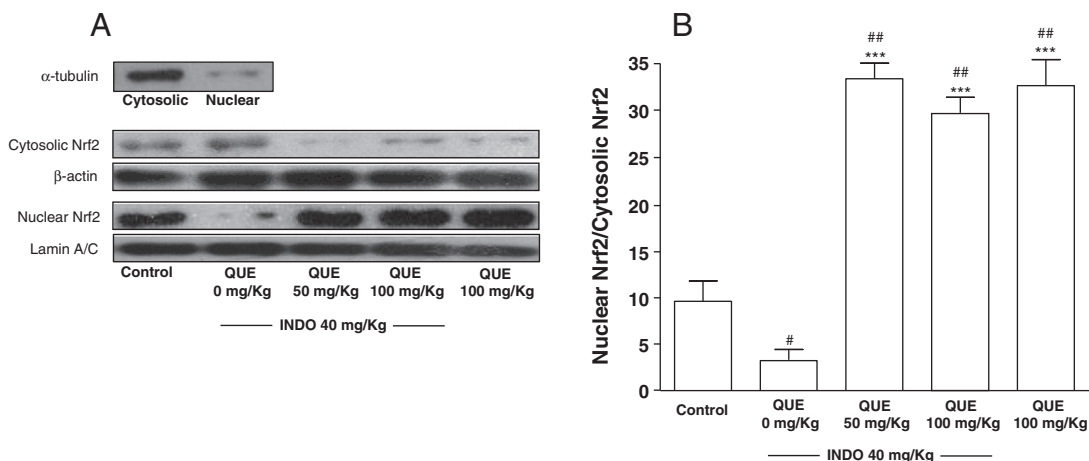 A
α-tubulin
Cytosolic Nuclear
Cytosolic Nrf2
β-actin
Nuclear Nrf2
Lamin A/C
Control QUE QUE QUE QUE
0 mg/Kg 50 mg/Kg 100 mg/Kg 100 mg/Kg
INDO 40 mg/Kg
B
Nuclear Nrf2/Cytosolic Nrf2
35
30
25
20
15
10
5
0
#
##
***
##
***
##
***
Control QUE QUE QUE QUE
0 mg/Kg 50 mg/Kg 100 mg/Kg 100 mg/Kg
INDO 40 mg/Kg